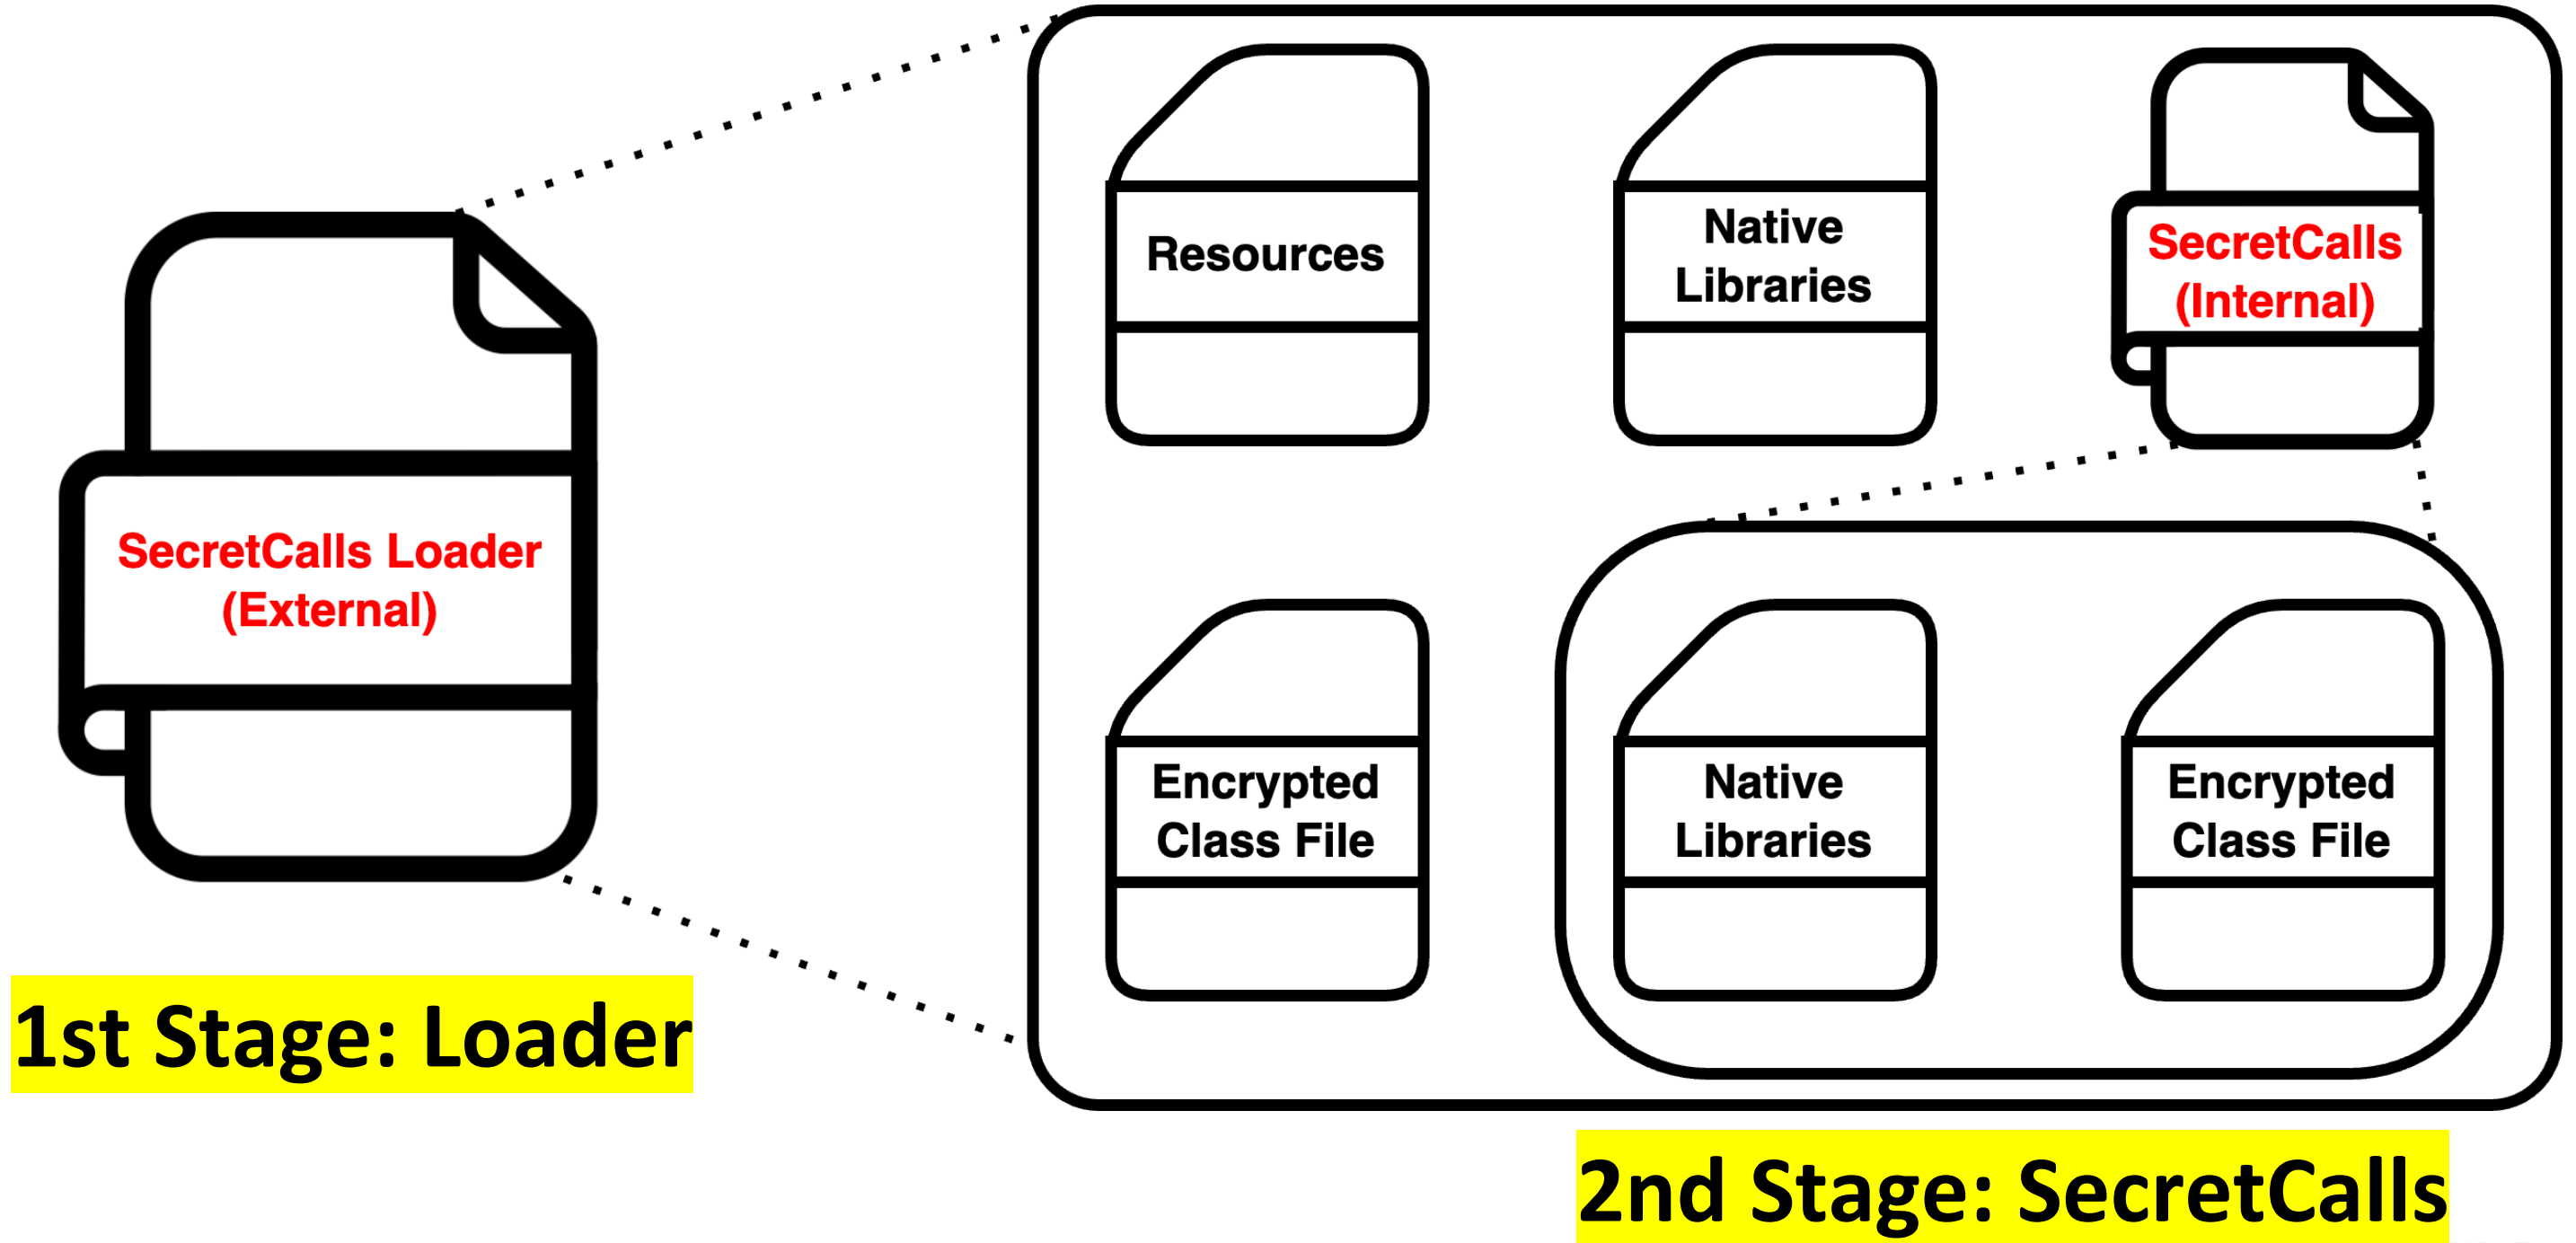 SecretCalls Loader
(External)
1st Stage: Loader
Resources
Native
Libraries
SecretCalls
(Internal)
Encrypted
Class File
Native
Libraries
Encrypted
Class File
2nd Stage: SecretCalls